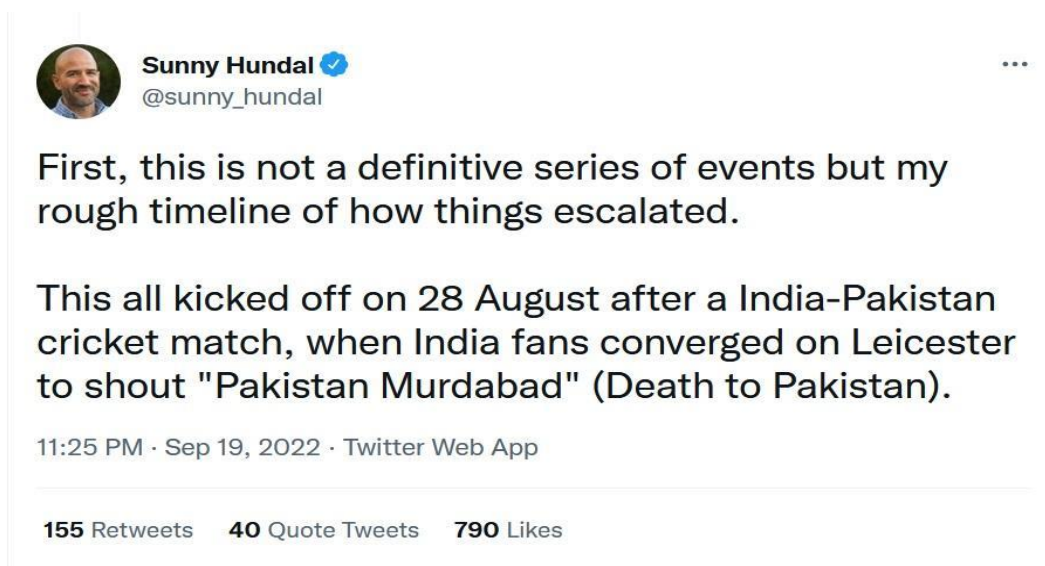 Sunny Hundal
@sunny_hundal
First, this is not a definitive series of events but my
rough timeline of how things escalated.
This all kicked off on 28 August after a India-Pakistan
cricket match, when India fans converged on Leicester
to shout "Pakistan Murdabad" (Death to Pakistan).
11:25 PM · Sep 19, 2022 · Twitter Web App
155 Retweets 40 Quote Tweets 790 Likes